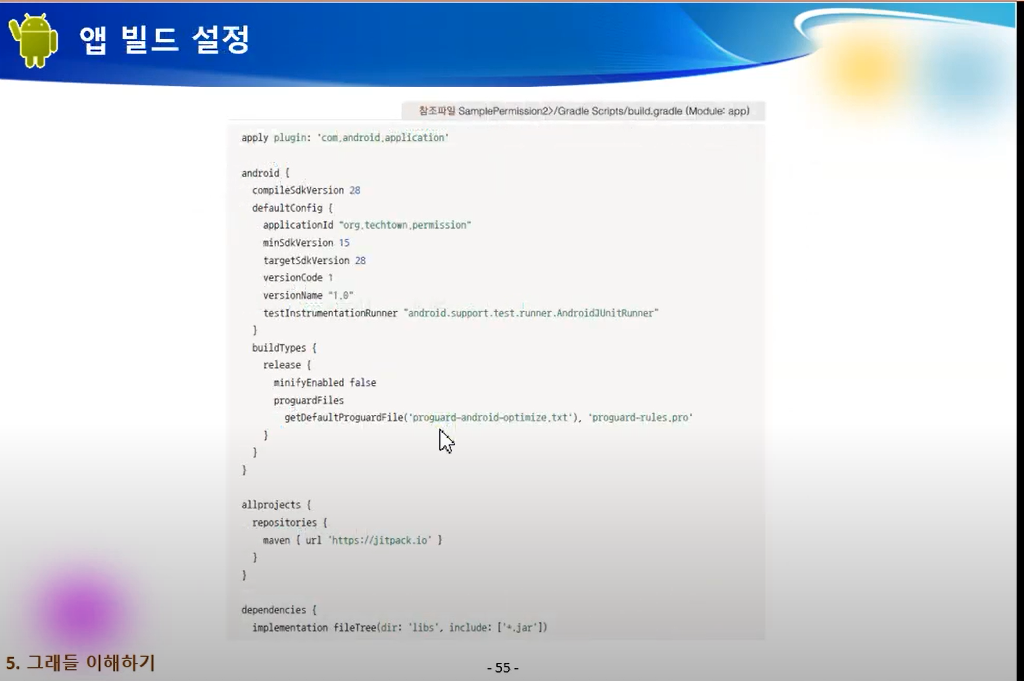 앱 빌드 설정
참조파일 SamplePermission2>/Gradle Scripts/build.gradle (Module: app)
apply plugin: 'com.android.application'
android {
compileSdkVersion 28
defaultConfig {
applicationId "org.techtown.permission"
minSdkVersion 15
targetSdkVersion 28
versionCode 1
versionName "1.0"
testInstrumentationRunner "android.support.test.runner.AndroidJUnitRunner"
}
buildTypes {
release {
minifyEnabled false
proguardFiles
getDefaultProguardFile('proguard-android-optimize.txt'), 'proguard-rules.pro'
}
}
}
allprojects {
repositories {
maven { url 'https://jitpack.io' }
}
}
dependencies {
implementation fileTree(dir: 'libs', include: ['*.jar'])
5. 그래들 이해하기
- 55 -